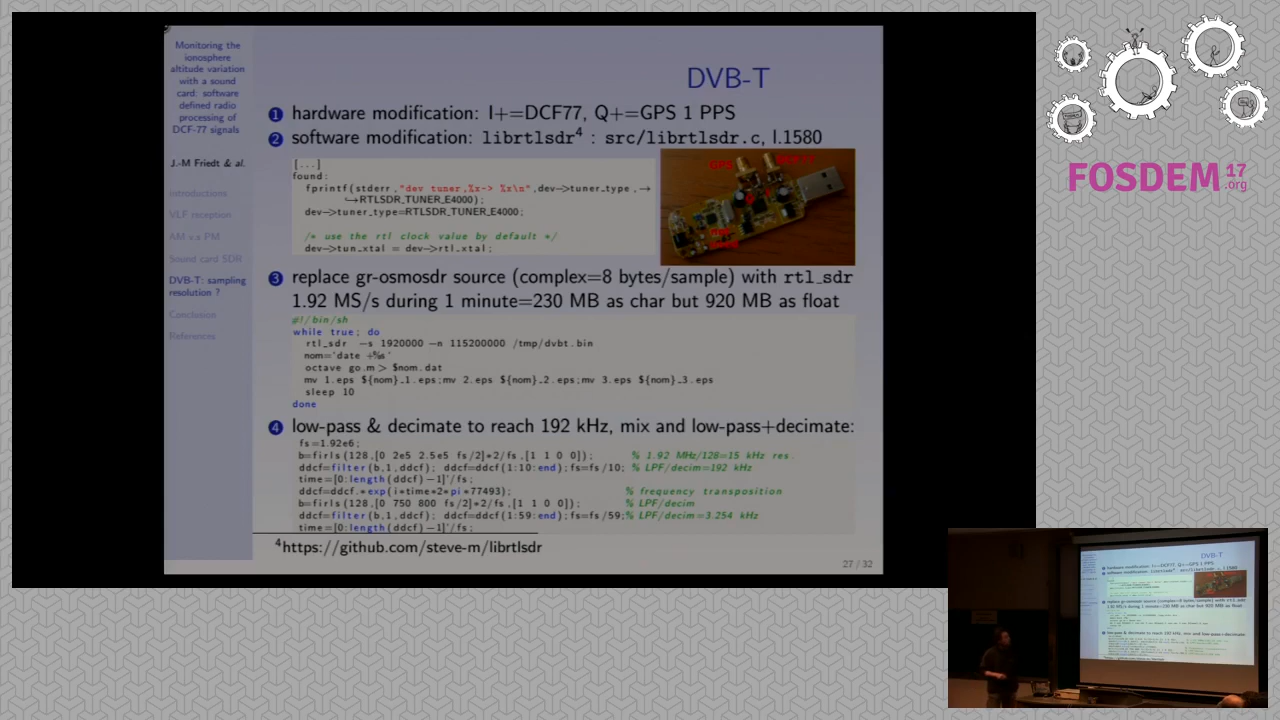 Monitoring the
ionosphere
altitude variation
with a sound
card: software
defined radio
processing of
DCF-77 signals
J.-M Friedt & al.
Introductions
VLF reception
AM v.s PM
Sound card SDR
DVB-T: sampling
resolution ?
Conclusion
References
DVB-T
1 hardware modification: I+=DCF77, Q+=GPS 1 PPS
2 software modification: librtlsdr⁴ : src/librtlsdr.c, l.1580
[...]
found:
fprintf(stderr,"dev tuner,%x-> %x\n",dev->tuner_type,→
↪RTLSDR_TUNER_E4000);
dev->tuner_type=RTLSDR_TUNER_E4000;
/* use the rtl clock value by default */
dev->tun_xtal = dev->rtl_xtal;
GPS
3 replace gr-osmosdr source (complex=8 bytes/sample) with rtl_sdr
1.92 MS/s during 1 minute=230 MB as char but 920 MB as float
#!/bin/sh
while true; do
rtl_sdr -s 1920000 -n 115200000 /tmp/dvbt.bin
nom=`date +%s`
octave go.m > $nom.dat
mv 1.eps ${nom}_1.eps;mv 2.eps ${nom}_2.eps;mv 3.eps ${nom}_3.eps
sleep 10
done
4 low-pass & decimate to reach 192 kHz, mix and low-pass+decimate:
fs=1.92e6;
b=firls(128,[0 2e5 2.5e5 fs/2]*2/fs,[1 1 0 0]); % 1.92 MHz/128=15 kHz res.
ddcf=filter(b,1,ddcf); ddcf=ddcf(1:10:end);fs=fs/10; % LPF/decim=192 kHz
time=[0:length(ddcf)-1]'/fs;
ddcf=ddcf.*exp(i*time*2*pi*77493); % frequency transposition
b=firls(128,[0 750 800 fs/2]*2/fs,[1 1 0 0]); % LPF/decim
ddcf=filter(b,1,ddcf); ddcf=ddcf(1:59:end);fs=fs/59;% LPF/decim=3.254 kHz
time=[0:length(ddcf)-1]'/fs;
⁴https://github.com/steve-m/librtlsdr
27 / 32
FOSDEM 17
.org